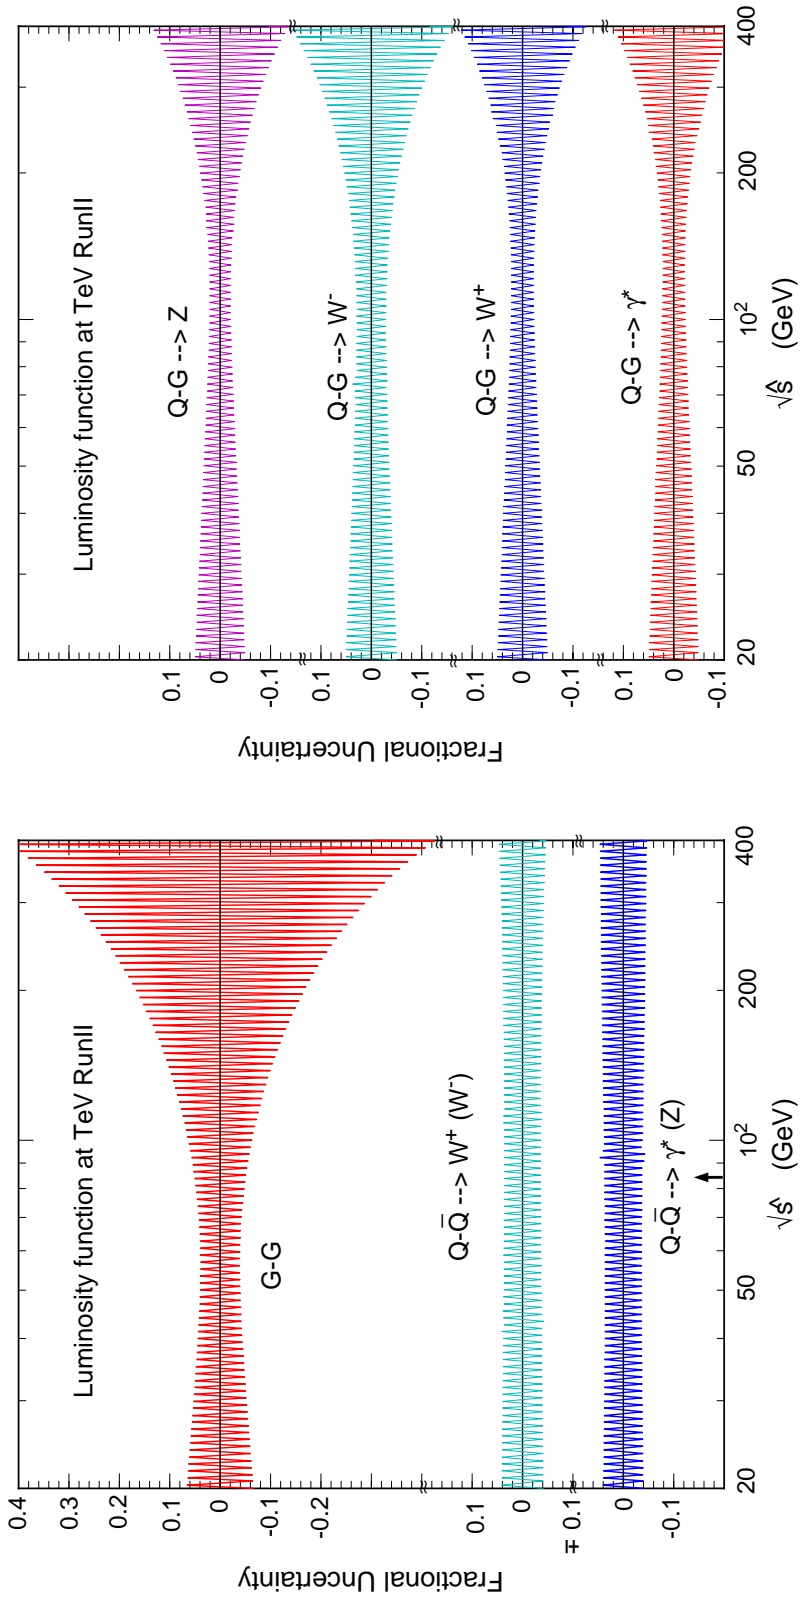 Luminosity function at TeV RunII
Fractional Uncertainty
0.4
0.3
0.2
0.1
0
-0.1
-0.2
0.1
0
∓ 0.1
0
-0.1
G-G
Q-Q̄ --> W⁺ (W⁻)
Q-Q̄ --> γ* (Z)
20
50
10²
200
400
√ŝ (GeV)
Luminosity function at TeV RunII
Fractional Uncertainty
0.1
0
-0.1
0.1
0
-0.1
0.1
0
-0.1
0.1
0
-0.1
Q-G --> Z
Q-G --> W⁻
Q-G --> W⁺
Q-G --> γ*
20
50
10²
200
400
√ŝ (GeV)